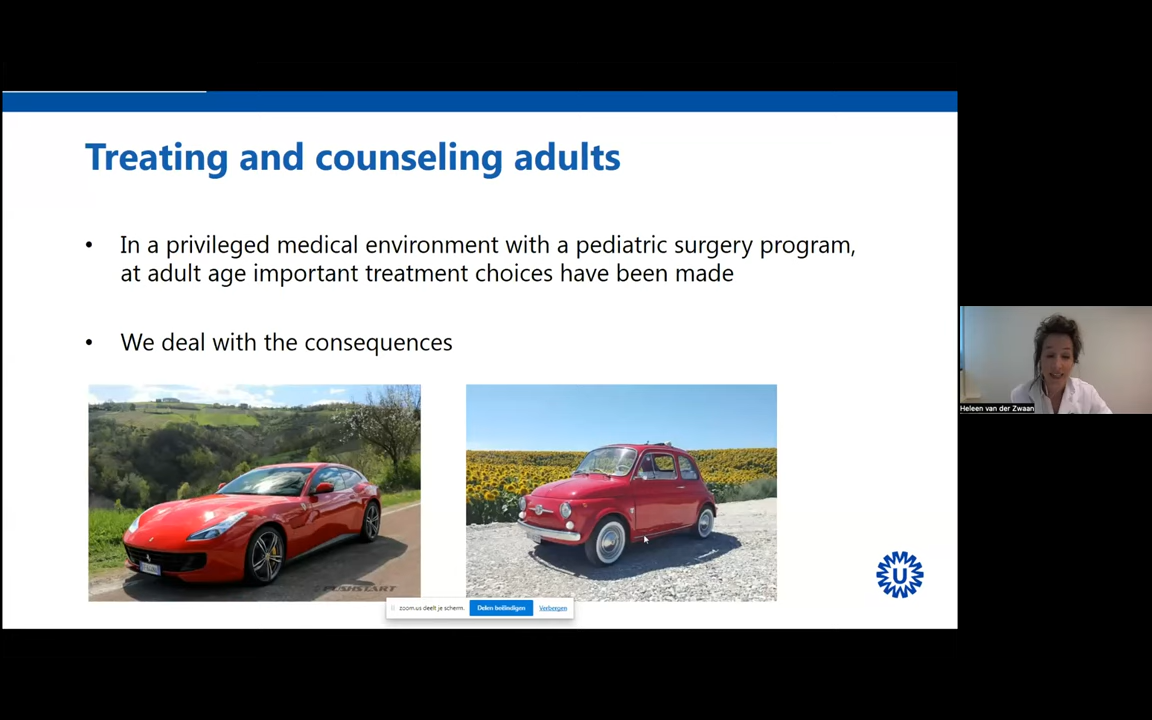 Treating and counseling adults
• In a privileged medical environment with a pediatric surgery program,
at adult age important treatment choices have been made
• We deal with the consequences
PUSHSTART
zoom.us deelt je scherm.
Delen beëindigen
Verbergen
U
Heleen van der Zwaan